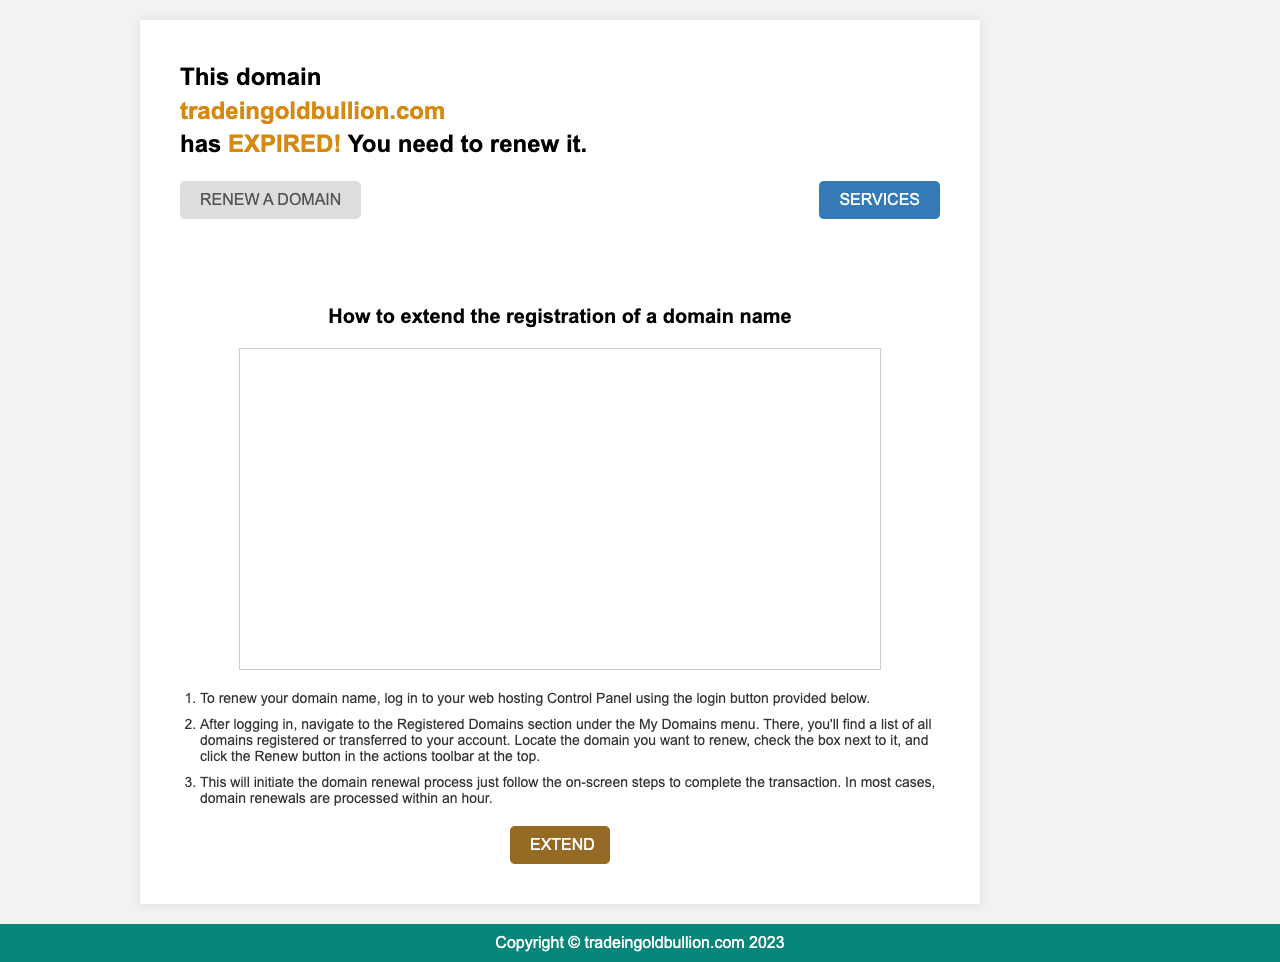 This domain
tradeingoldbullion.com
has EXPIRED! You need to renew it.
RENEW A DOMAIN
SERVICES
How to extend the registration of a domain name
1. To renew your domain name, log in to your web hosting Control Panel using the login button provided below.
2. After logging in, navigate to the Registered Domains section under the My Domains menu. There, you'll find a list of all
domains registered or transferred to your account. Locate the domain you want to renew, check the box next to it, and
click the Renew button in the actions toolbar at the top.
3. This will initiate the domain renewal process just follow the on-screen steps to complete the transaction. In most cases,
domain renewals are processed within an hour.
EXTEND
Copyright © tradeingoldbullion.com 2023